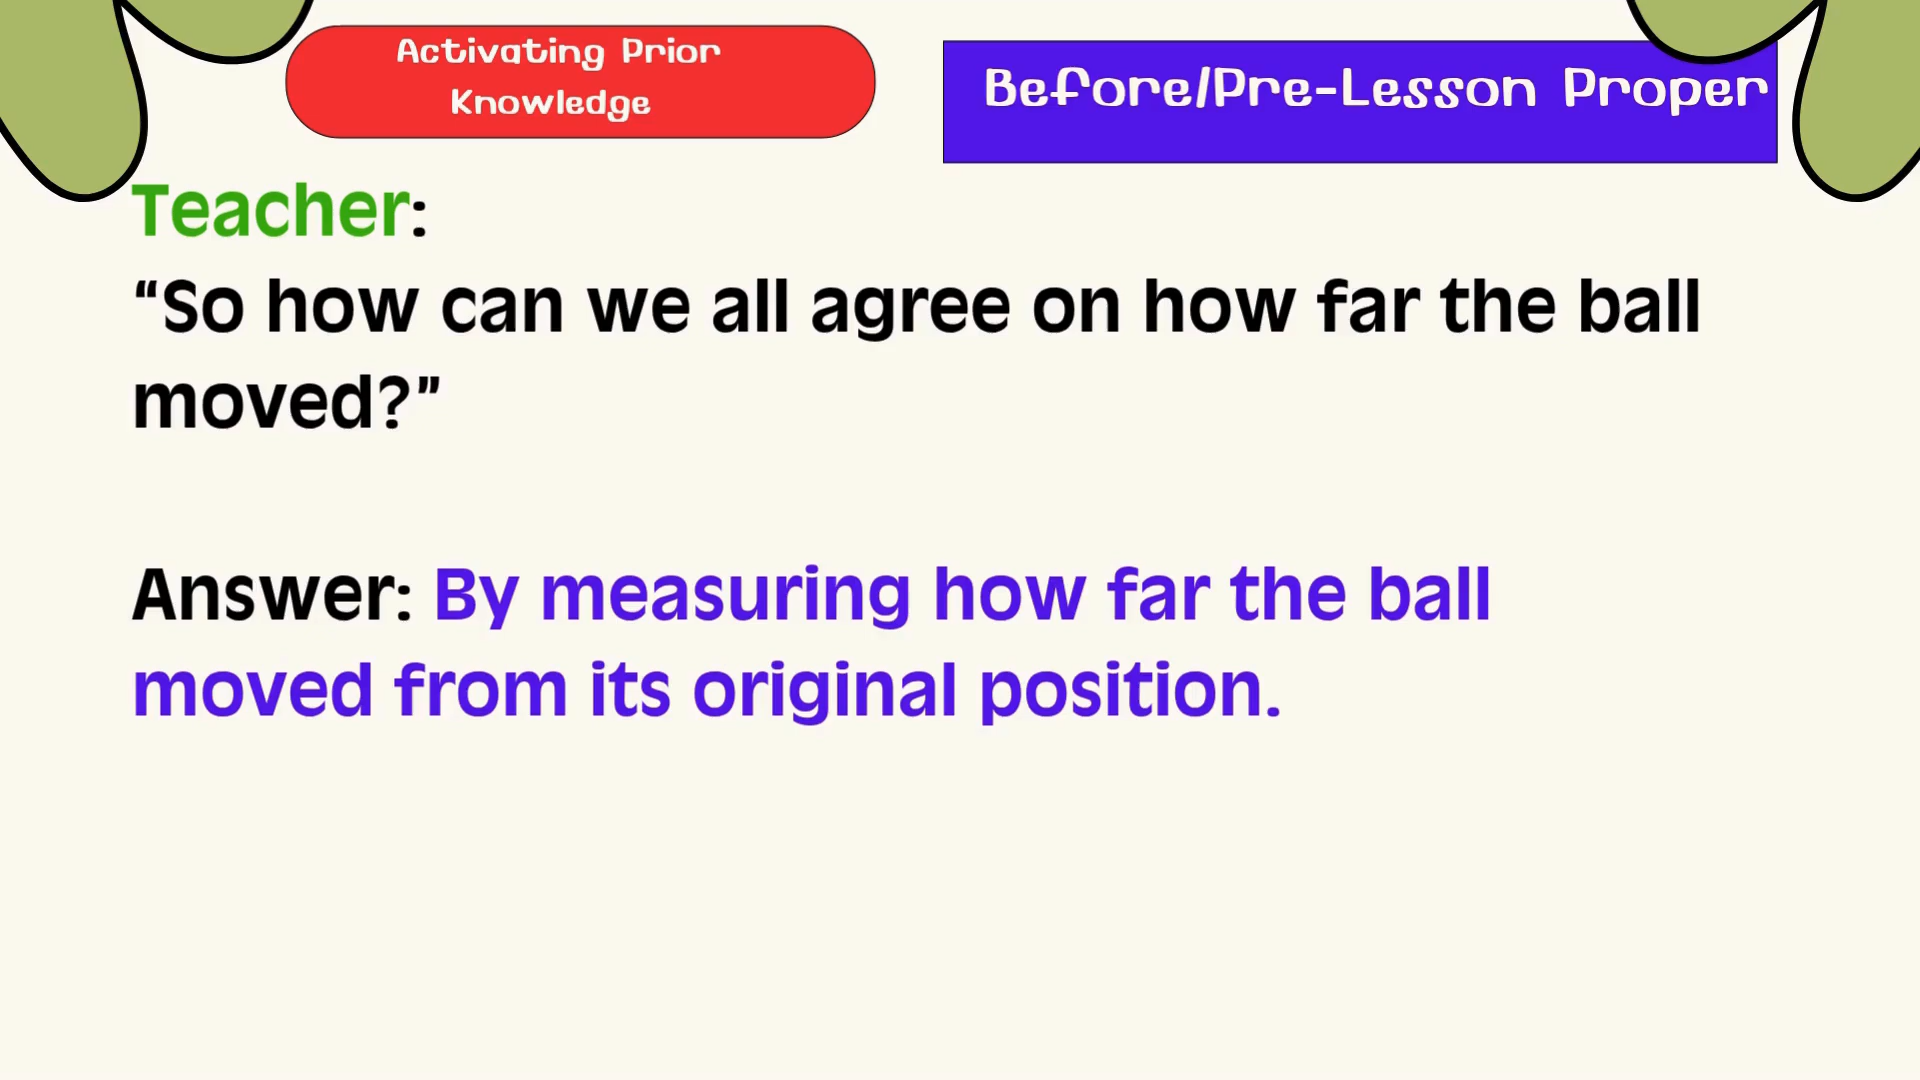 Activating Prior
Knowledge
Before/Pre-Lesson Proper
Teacher:
“So how can we all agree on how far the ball
moved?”
Answer: By measuring how far the ball
moved from its original position.